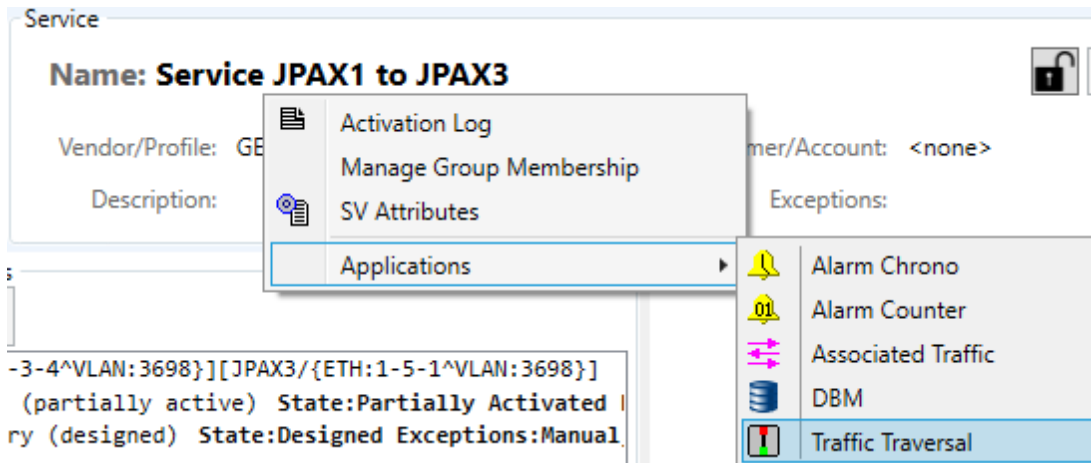 Service
Name: Service JPAX1 to JPAX3
Activation Log
Vendor/Profile: GE
Manage Group Membership
mer/Account: <none>
Description:
SV Attributes
Exceptions:
Applications
s
Alarm Chrono
01
Alarm Counter
Associated Traffic
-3-4^VLAN:3698}][JPAX3/{ETH:1-5-1^VLAN:3698}]
(partially active) State:Partially Activated
DBM
ry (designed) State:Designed Exceptions:Manual
Traffic Traversal